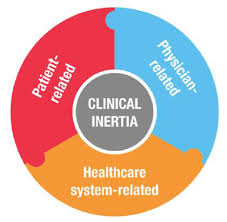 Patient-
related
Physician-
related
CLINICAL
INERTIA
Healthcare
system-related